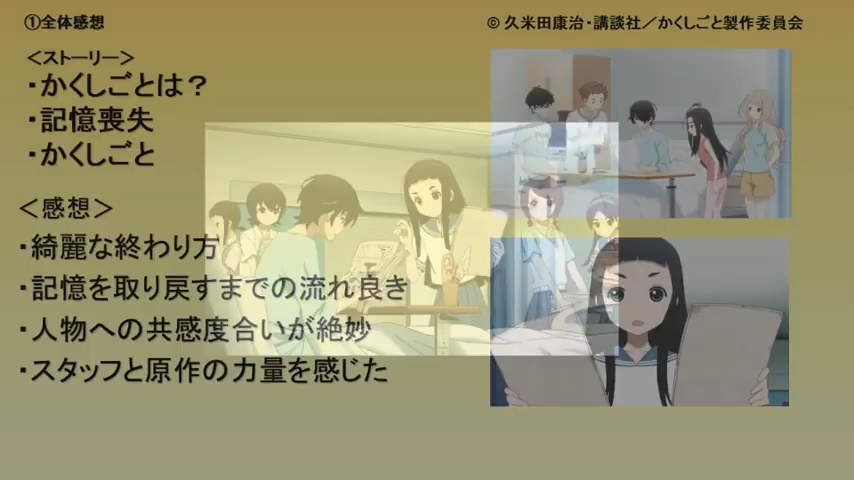 ①全体感想
© 久米田康治・講談社／かくしごと製作委員会
＜ストーリー＞
・かくしごとは？
・記憶喪失
・かくしごと
＜感想＞
・綺麗な終わり方
・記憶を取り戻すまでの流れ良き
・人物への共感度合いが絶妙
・スタッフと原作の力量を感じた